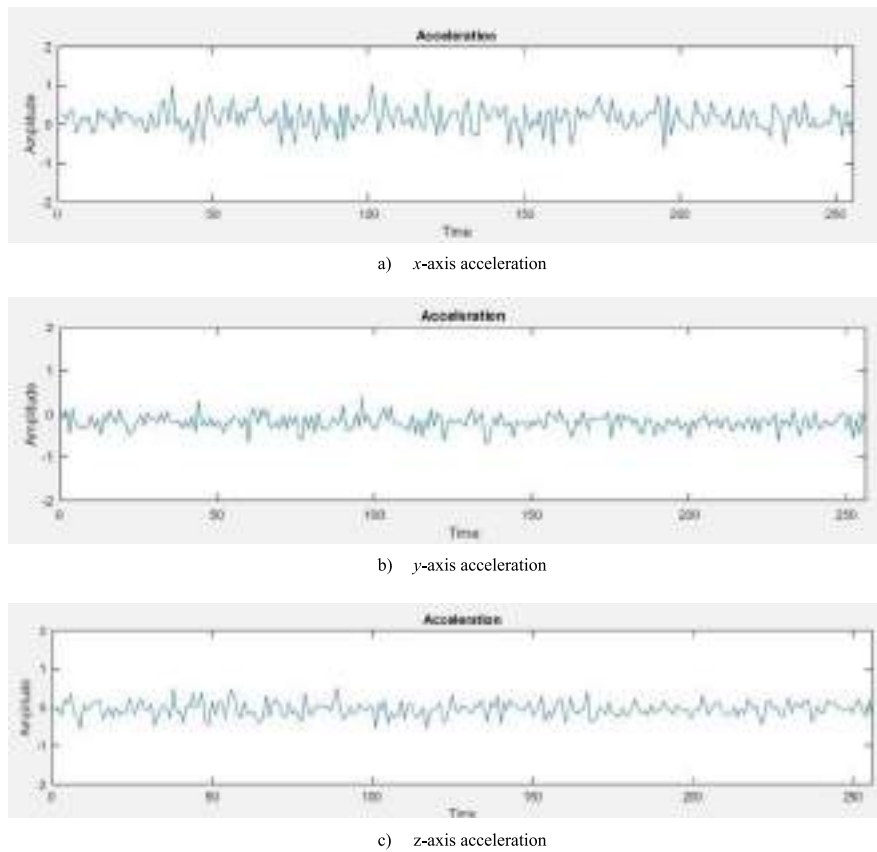 Acceleration
2
1
0
-1
-2
Amplitude
0 50 100 150 200 250
Time
a) x-axis acceleration
Acceleration
2
1
0
-1
-2
Amplitude
0 50 100 150 200 250
Time
b) y-axis acceleration
Acceleration
2
1
0
-1
-2
Amplitude
0 50 100 150 200 250
Time
c) z-axis acceleration